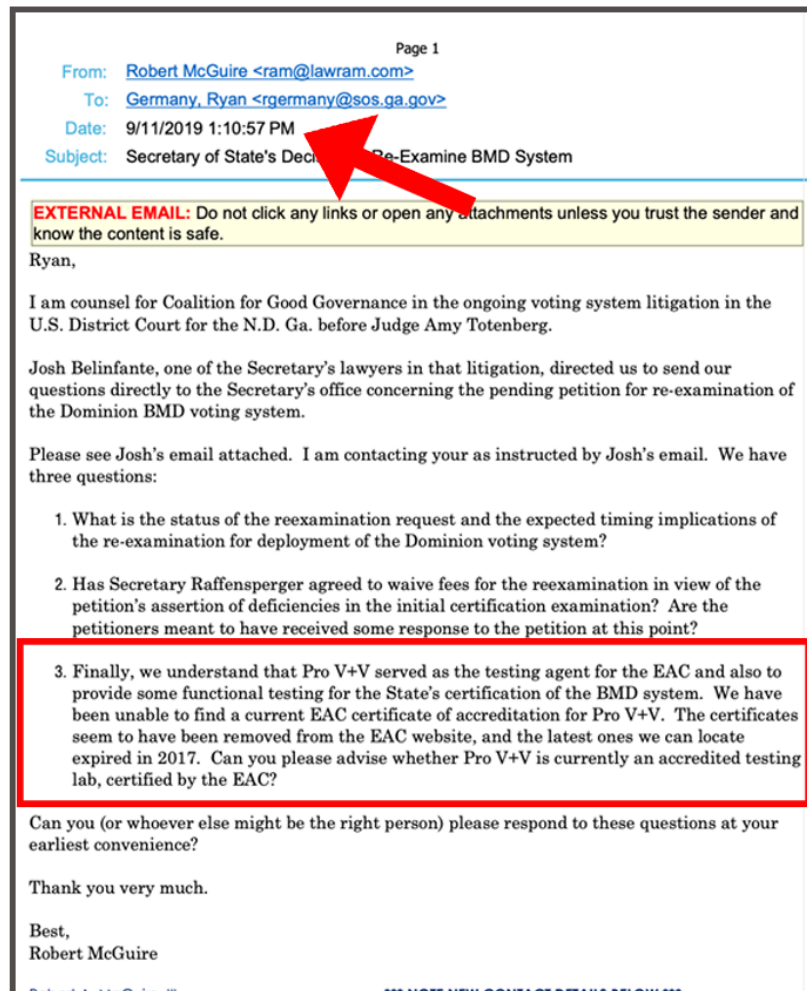 Page 1
From: Robert McGuire <ram@lawram.com>
To: Germany, Ryan <rgermany@sos.ga.gov>
Date: 9/11/2019 1:10:57 PM
Subject: Secretary of State's Re-Examine BMD System
EXTERNAL EMAIL: Do not click any links or open any attachments unless you trust the sender and
know the content is safe.
Ryan,
I am counsel for Coalition for Good Governance in the ongoing voting system litigation in the
U.S. District Court for the N.D. Ga. before Judge Amy Totenberg.
Josh Belinfante, one of the Secretary's lawyers in that litigation, directed us to send our
questions directly to the Secretary's office concerning the pending petition for re-examination of
the Dominion BMD voting system.
Please see Josh's email attached. I am contacting your as instructed by Josh's email. We have
three questions:
1. What is the status of the reexamination request and the expected timing implications of
the re-examination for deployment of the Dominion voting system?
2. Has Secretary Raffensperger agreed to waive fees for the reexamination in view of the
petition's assertion of deficiencies in the initial certification examination? Are the
petitioners meant to have received some response to the petition at this point?
3. Finally, we understand that Pro V+V served as the testing agent for the EAC and also to
provide some functional testing for the State's certification of the BMD system. We have
been unable to find a current EAC certificate of accreditation for Pro V+V. The certificates
seem to have been removed from the EAC website, and the latest ones we can locate
expired in 2017. Can you please advise whether Pro V+V is currently an accredited testing
lab, certified by the EAC?
Can you (or whoever else might be the right person) please respond to these questions at your
earliest convenience?
Thank you very much.
Best,
Robert McGuire